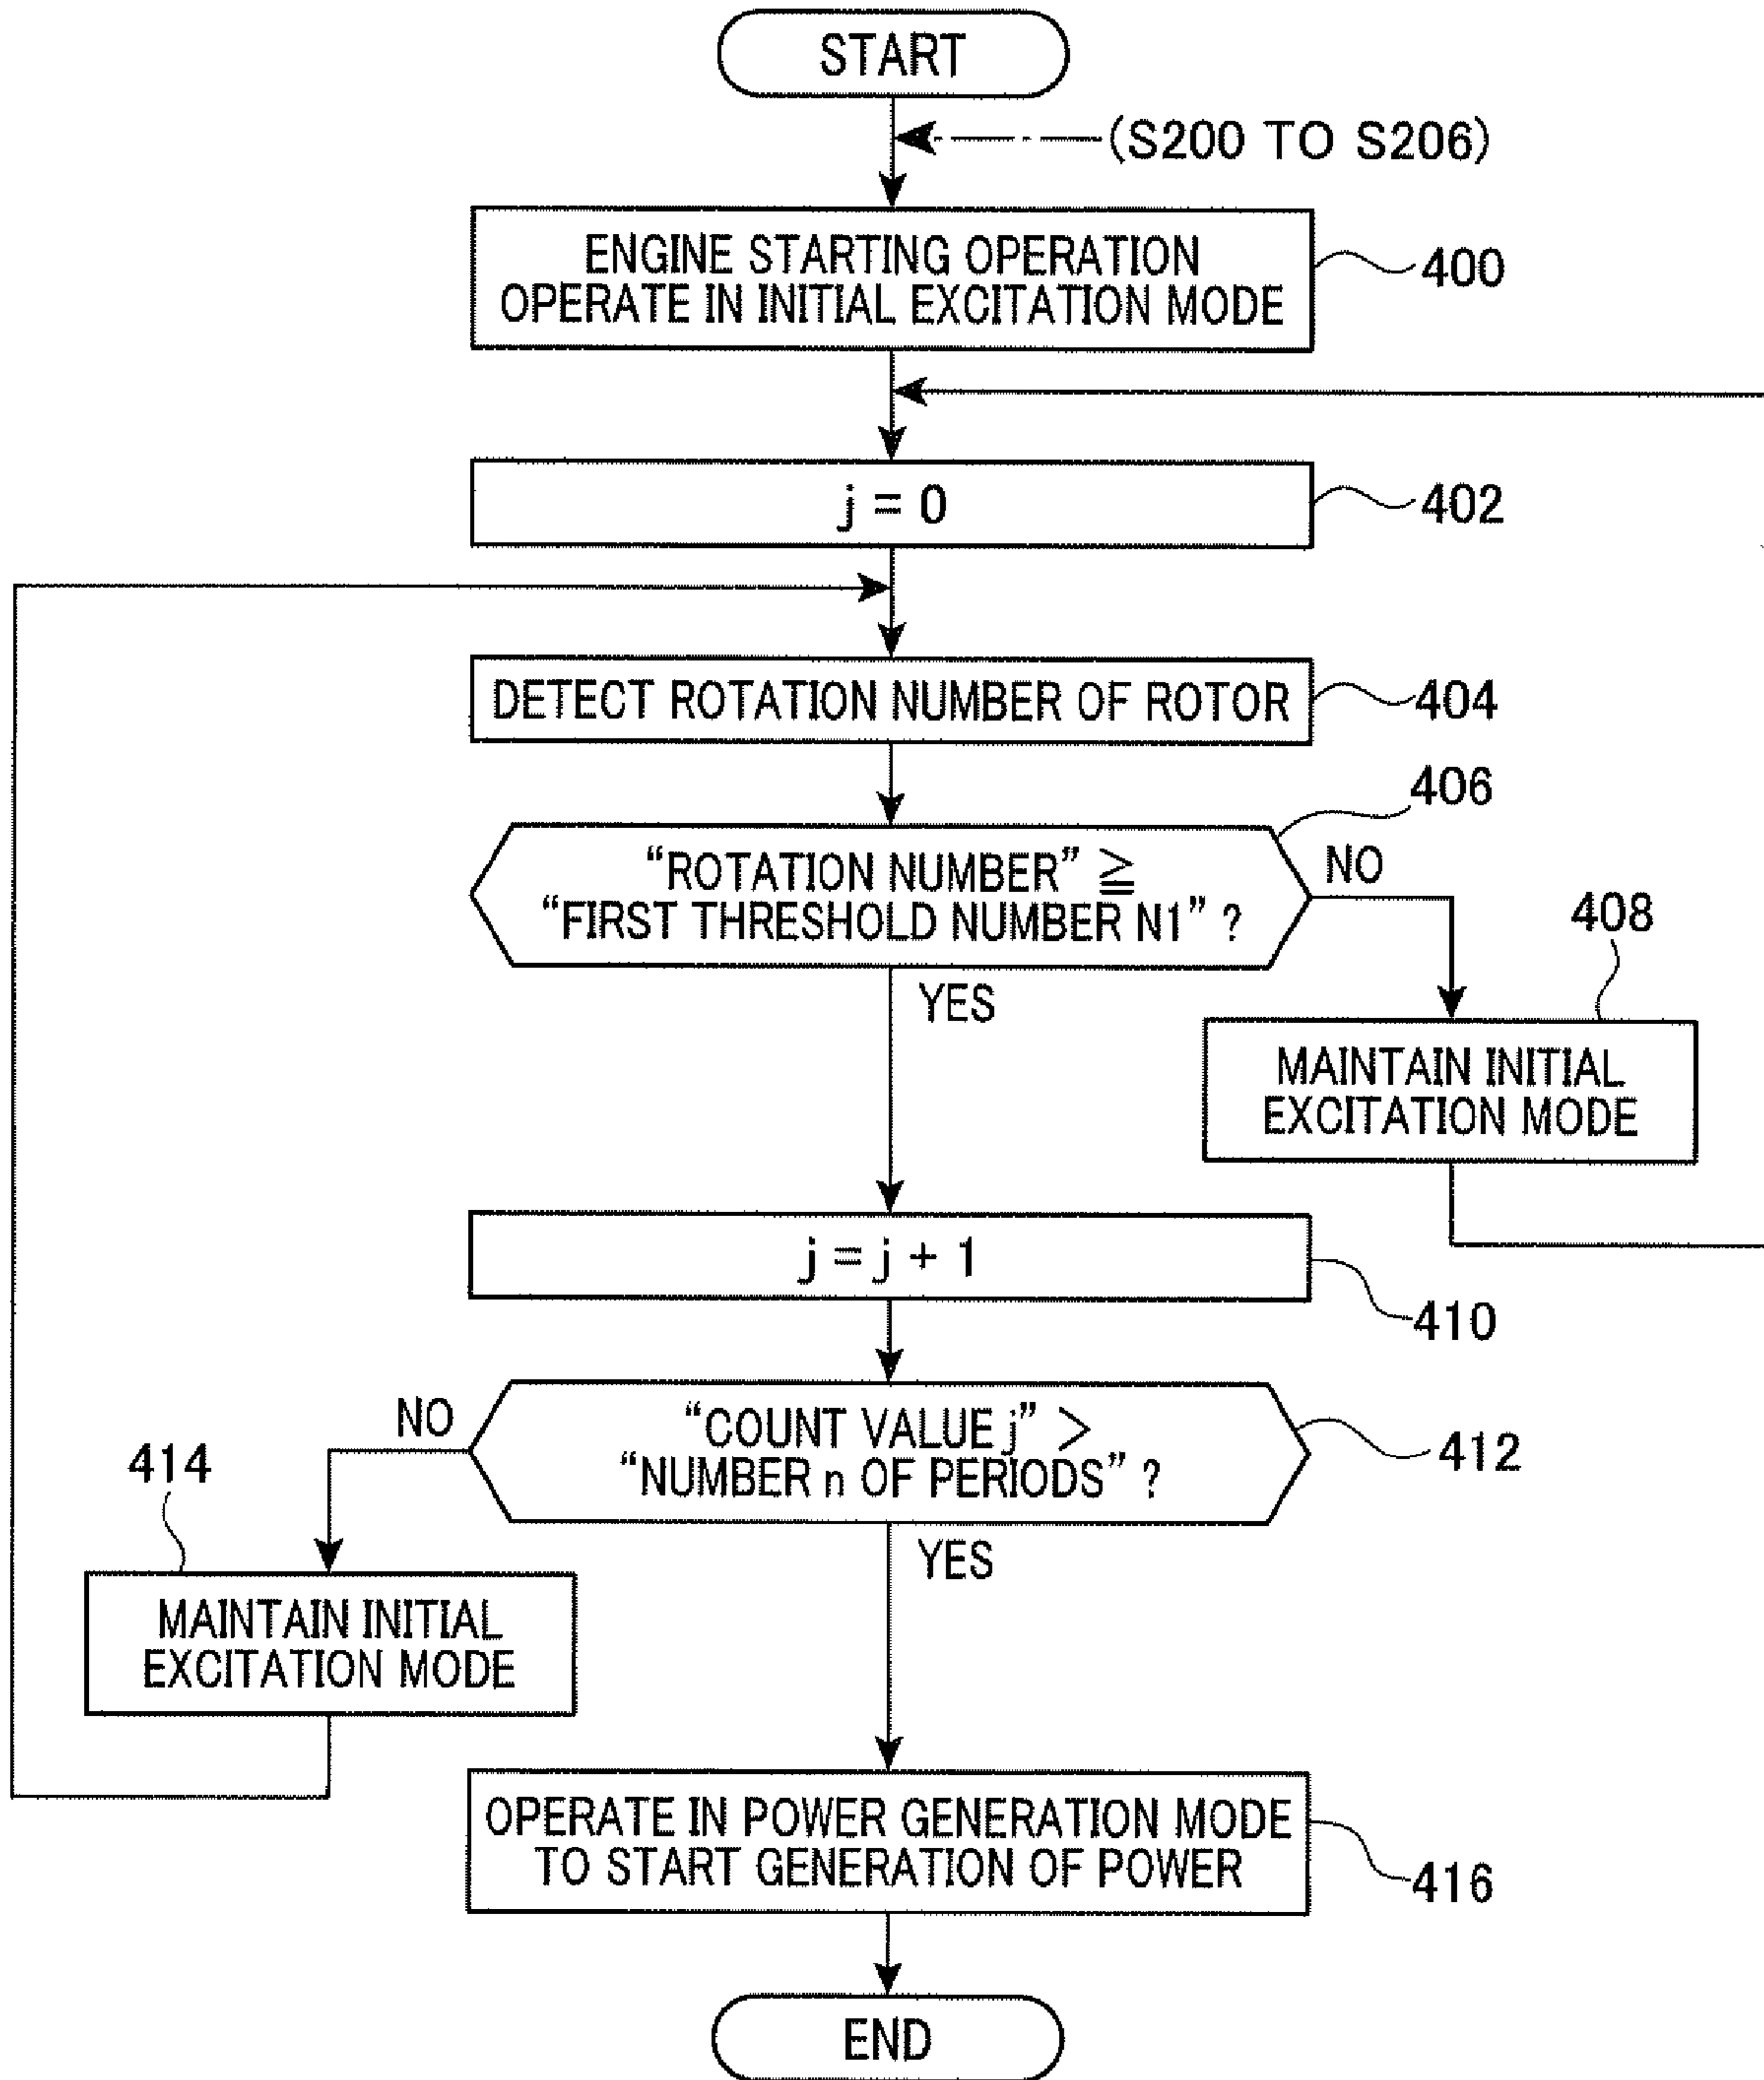 START
(S200 TO S206)
ENGINE STARTING OPERATION
OPERATE IN INITIAL EXCITATION MODE
400
j = 0
402
DETECT ROTATION NUMBER OF ROTOR
404
406
“ROTATION NUMBER” ≧
“FIRST THRESHOLD NUMBER N1” ?
NO
YES
408
MAINTAIN INITIAL
EXCITATION MODE
j = j + 1
410
“COUNT VALUE j” >
“NUMBER n OF PERIODS” ?
412
NO
YES
414
MAINTAIN INITIAL
EXCITATION MODE
OPERATE IN POWER GENERATION MODE
TO START GENERATION OF POWER
416
END